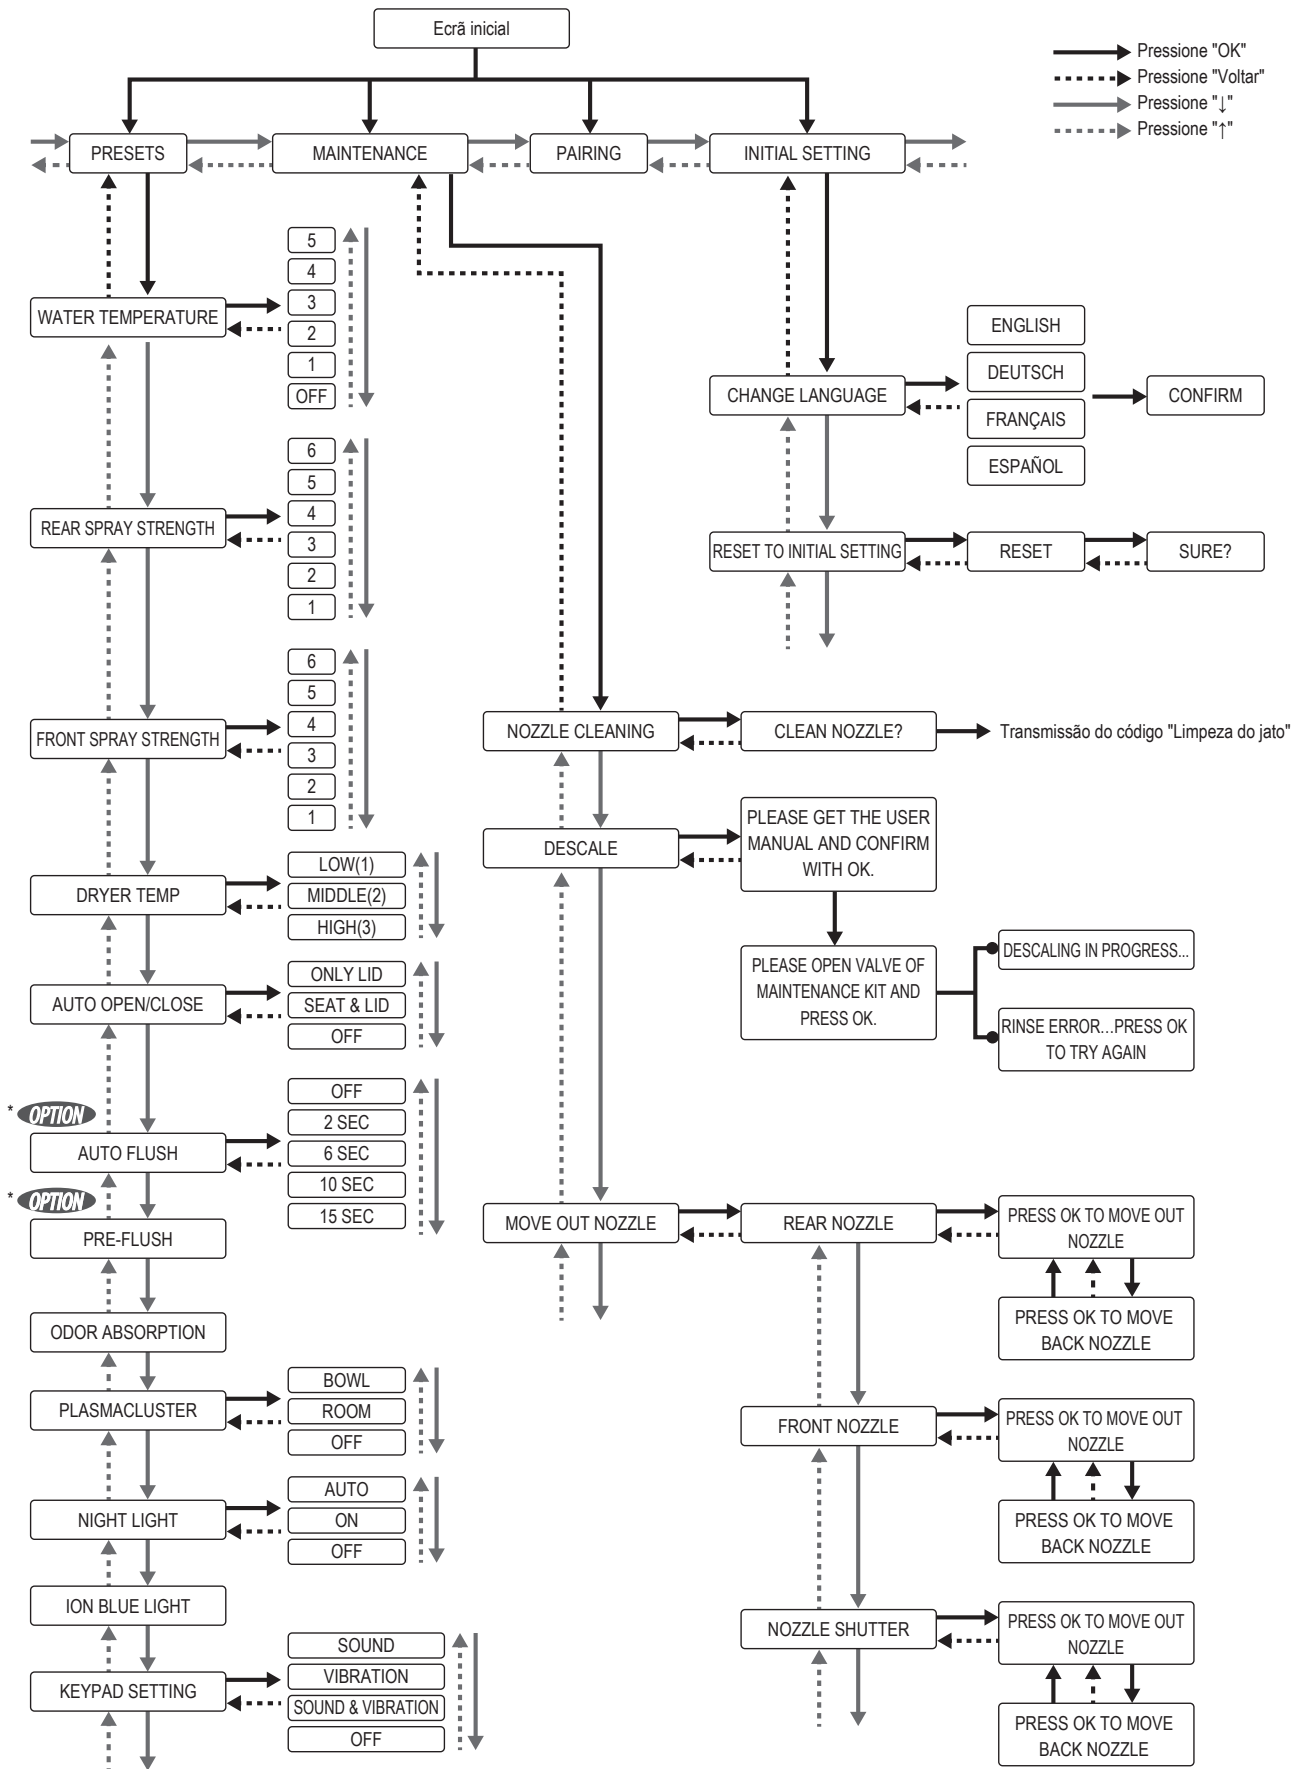 Ecrã inicial
Pressione "OK"
Pressione "Voltar"
Pressione "↓"
Pressione "↑"
PRESETS
MAINTENANCE
PAIRING
INITIAL SETTING
WATER TEMPERATURE
5
4
3
2
1
OFF
REAR SPRAY STRENGTH
6
5
4
3
2
1
FRONT SPRAY STRENGTH
6
5
4
3
2
1
DRYER TEMP
LOW(1)
MIDDLE(2)
HIGH(3)
AUTO OPEN/CLOSE
ONLY LID
SEAT & LID
OFF
* OPTION
AUTO FLUSH
OFF
2 SEC
6 SEC
10 SEC
15 SEC
* OPTION
PRE-FLUSH
ODOR ABSORPTION
PLASMACLUSTER
BOWL
ROOM
OFF
NIGHT LIGHT
AUTO
ON
OFF
ION BLUE LIGHT
KEYPAD SETTING
SOUND
VIBRATION
SOUND & VIBRATION
OFF
NOZZLE CLEANING
CLEAN NOZZLE?
Transmissão do código "Limpeza do jato"
DESCALE
PLEASE GET THE USER
MANUAL AND CONFIRM
WITH OK.
PLEASE OPEN VALVE OF
MAINTENANCE KIT AND
PRESS OK.
DESCALING IN PROGRESS...
RINSE ERROR...PRESS OK
TO TRY AGAIN
MOVE OUT NOZZLE
REAR NOZZLE
PRESS OK TO MOVE OUT
NOZZLE
PRESS OK TO MOVE
BACK NOZZLE
FRONT NOZZLE
PRESS OK TO MOVE OUT
NOZZLE
PRESS OK TO MOVE
BACK NOZZLE
NOZZLE SHUTTER
PRESS OK TO MOVE OUT
NOZZLE
PRESS OK TO MOVE
BACK NOZZLE
CHANGE LANGUAGE
ENGLISH
DEUTSCH
FRANÇAIS
ESPAÑOL
CONFIRM
RESET TO INITIAL SETTING
RESET
SURE?